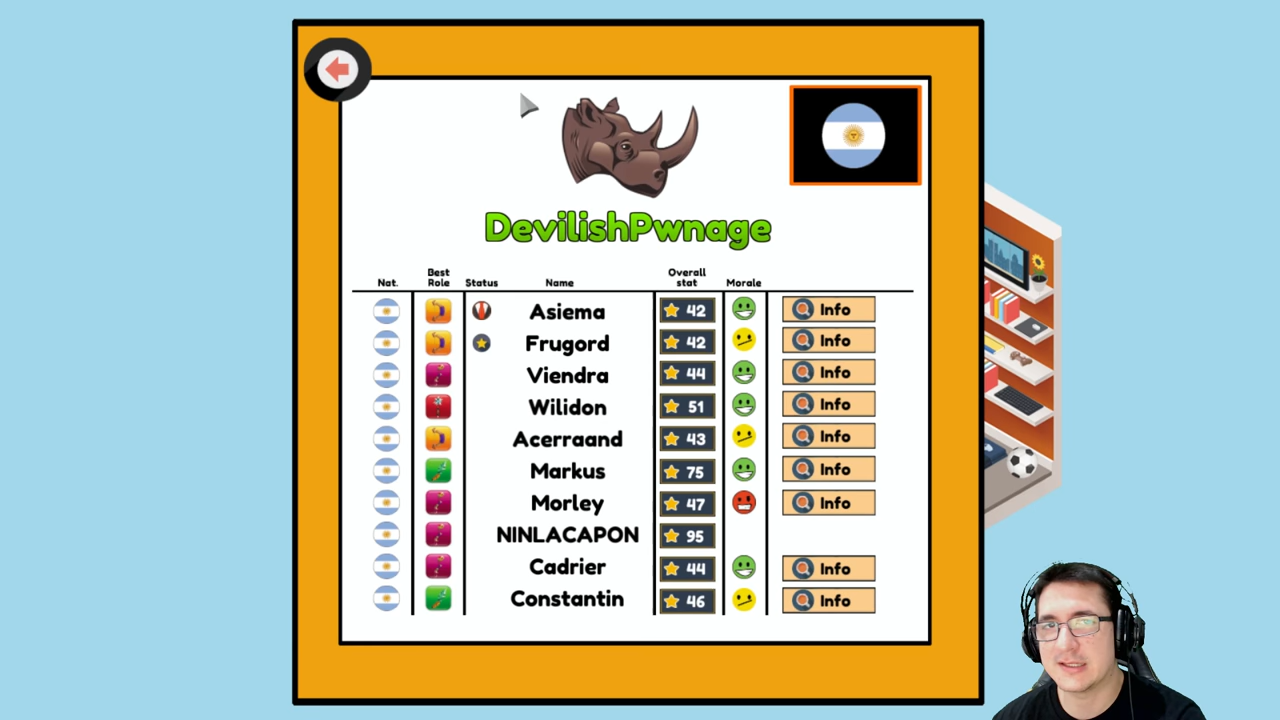 DevilishPwnage
Nat. Best Role Status Name Overall stat Morale
Asiema 42 Info
Frugord 42 Info
Viendra 44 Info
Wilidon 51 Info
Acerraand 43 Info
Markus 75 Info
Morley 47 Info
NINLACAPON 95
Cadrier 44 Info
Constantin 46 Info